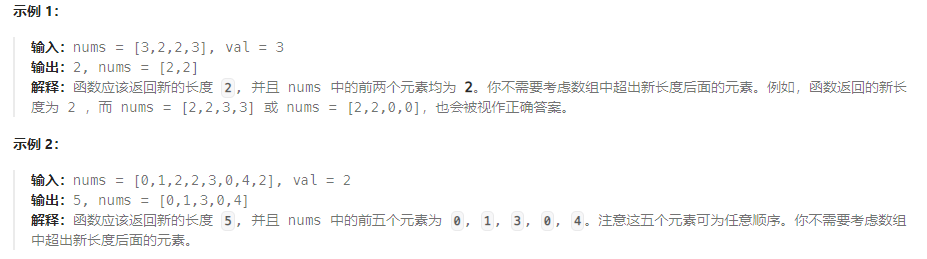 示例 1：
输入：nums = [3,2,2,3], val = 3
输出：2, nums = [2,2]
解释：函数应该返回新的长度 2, 并且 nums 中的前两个元素均为 2。你不需要考虑数组中超出新长度后面的元素。例如，函数返回的新长
度为 2 ，而 nums = [2,2,3,3] 或 nums = [2,2,0,0]，也会被视作正确答案。
示例 2：
输入：nums = [0,1,2,2,3,0,4,2], val = 2
输出：5, nums = [0,1,3,0,4]
解释：函数应该返回新的长度 5, 并且 nums 中的前五个元素为 0, 1, 3, 0, 4。注意这五个元素可为任意顺序。你不需要考虑数组
中超出新长度后面的元素。